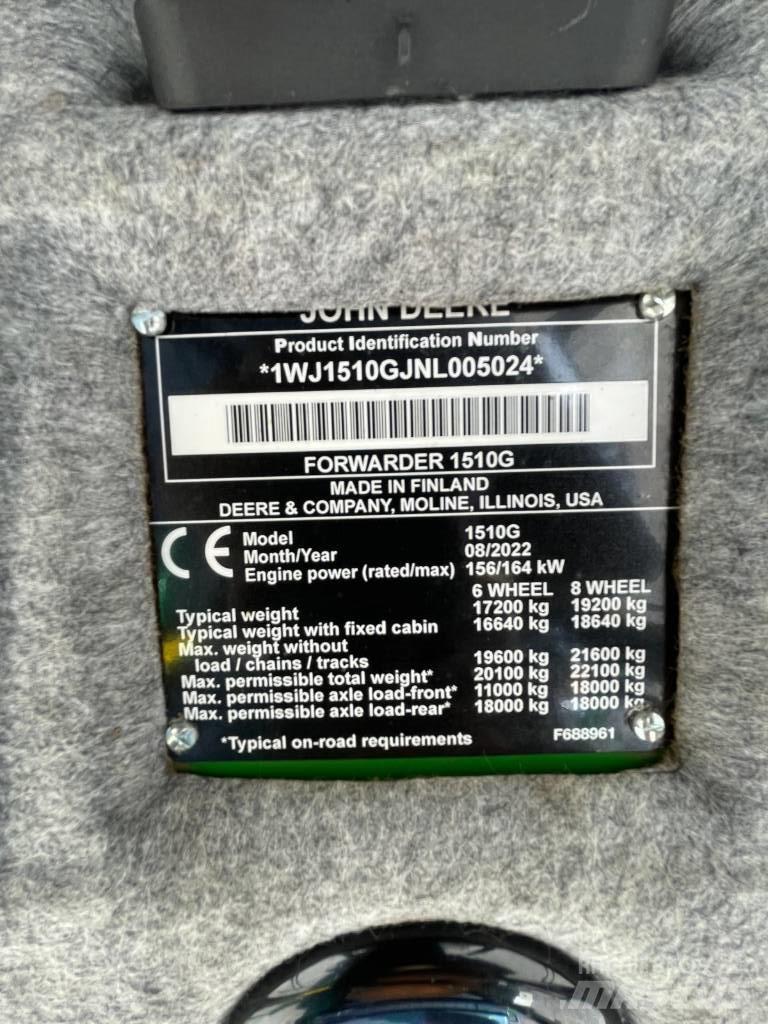 JOHN DEERE
Product Identification Number
*1WJ1510GJNL005024*
FORWARDER 1510G
MADE IN FINLAND
DEERE & COMPANY, MOLINE, ILLINOIS, USA
CE
Model 1510G
Month/Year 08/2022
Engine power (rated/max) 156/164 kW
6 WHEEL 8 WHEEL
Typical weight 17200 kg 19200 kg
Typical weight with fixed cabin 16640 kg 18640 kg
Max. weight without
load / chains / tracks 19600 kg 21600 kg
Max. permissible total weight* 20100 kg 22100 kg
Max. permissible axle load-front* 11000 kg 18000 kg
Max. permissible axle load-rear* 18000 kg 18000 kg
*Typical on-road requirements F688961